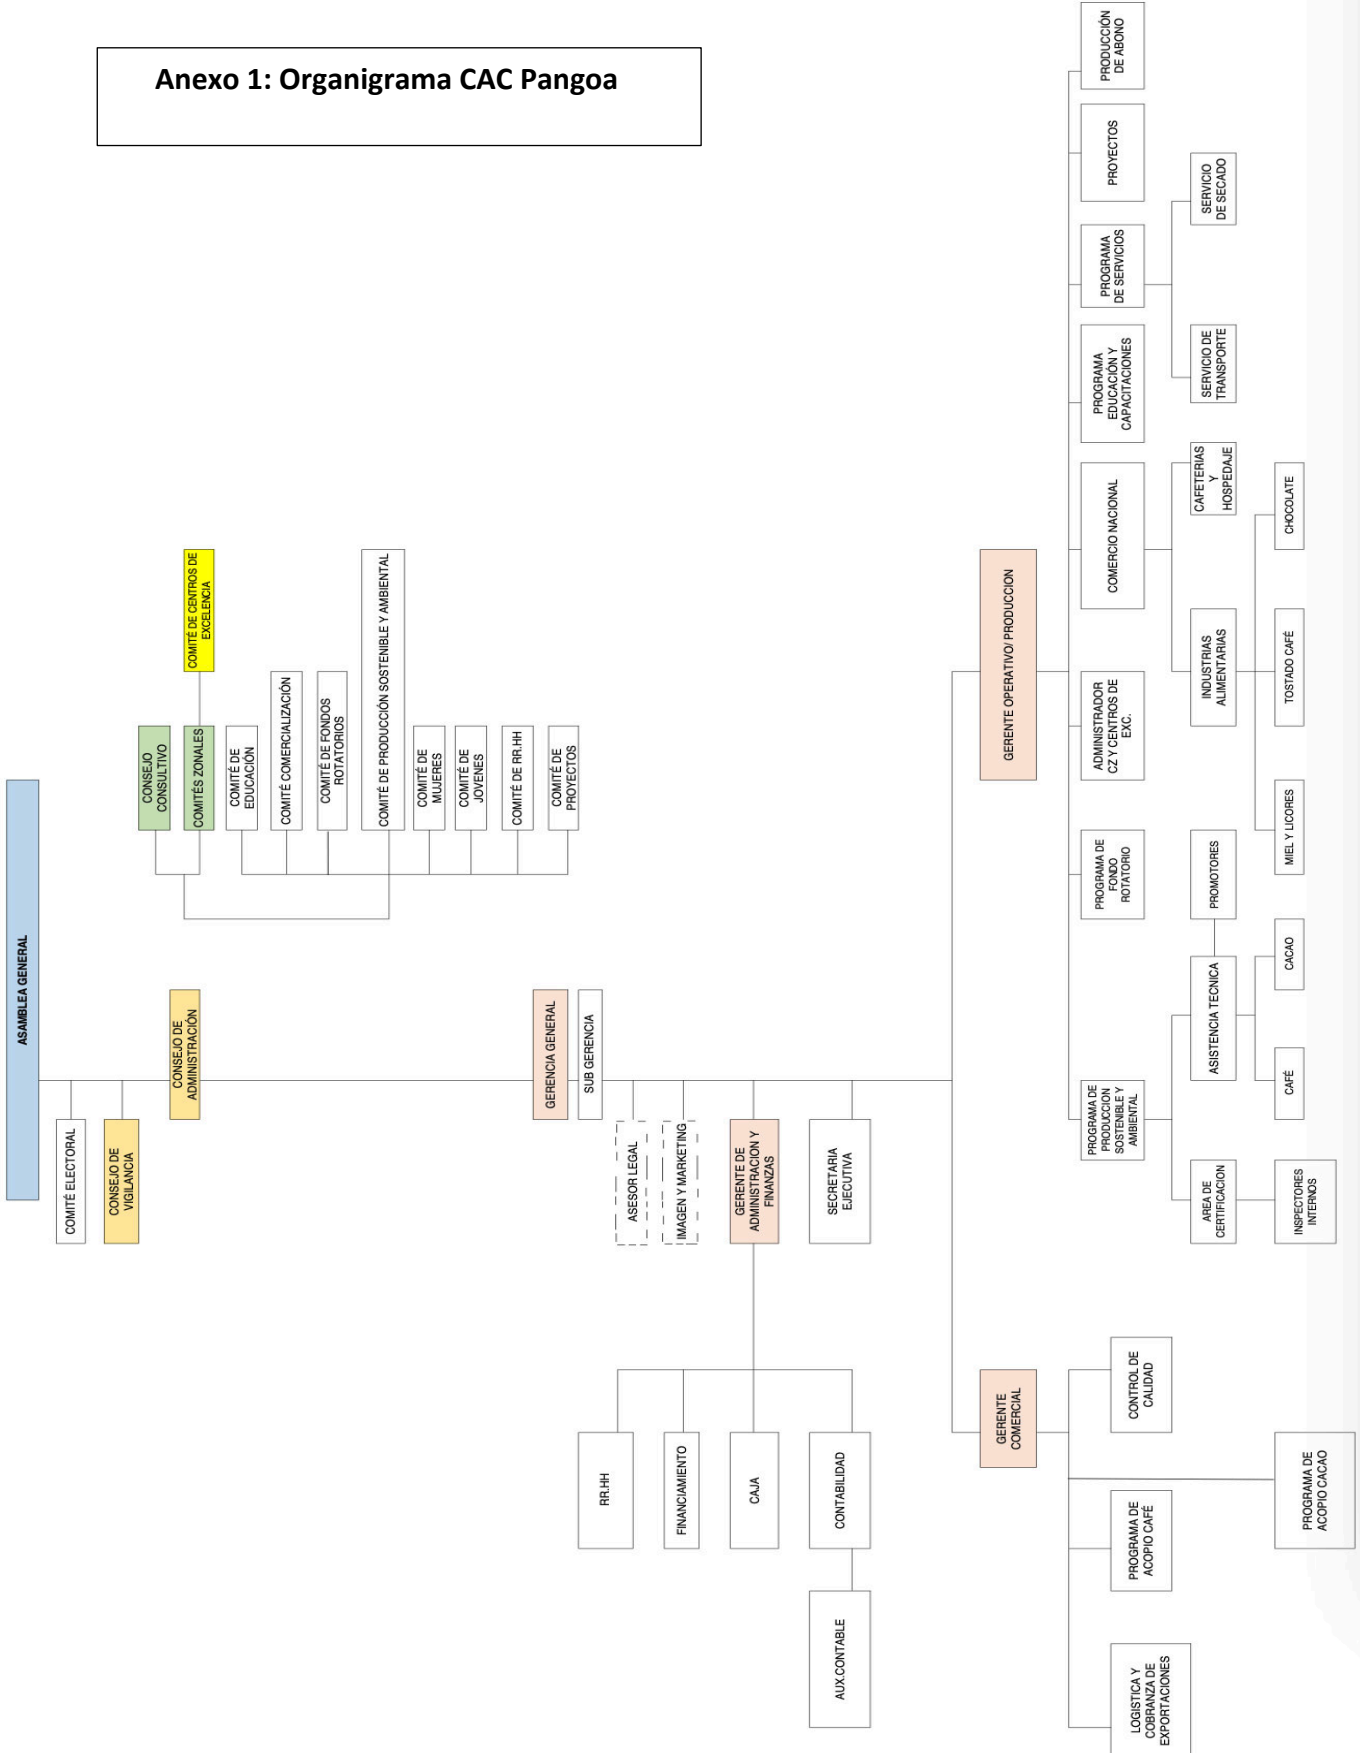 Anexo 1: Organigrama CAC Pangoa
ASAMBLEA GENERAL
COMITÉ ELECTORAL
CONSEJO DE
VIGILANCIA
CONSEJO DE
ADMINISTRACIÓN
CONSEJO
CONSULTIVO
COMITÉS ZONALES
COMITÉ DE CENTROS DE
EXCELENCIA
COMITÉ DE
EDUCACIÓN
COMITÉ COMERCIALIZACIÓN
COMITÉ DE FONDOS
ROTATORIOS
COMITÉ DE PRODUCCIÓN SOSTENIBLE Y AMBIENTAL
COMITÉ DE
MUJERES
COMITÉ DE
JOVENES
COMITÉ DE RR.HH
COMITÉ DE
PROYECTOS
GERENCIA GENERAL
SUB GERENCIA
ASESOR LEGAL
IMAGEN Y MARKETING
GERENTE DE
ADMINISTRACION Y
FINANZAS
SECRETARIA
EJECUTIVA
RR.HH
FINANCIAMIENTO
CAJA
CONTABILIDAD
AUX.CONTABLE
GERENTE
COMERCIAL
GERENTE OPERATIVO/ PRODUCCION
LOGISTICA Y
COBRANZA DE
EXPORTACIONES
PROGRAMA DE
ACOPIO CAFÉ
PROGRAMA DE
ACOPIO CACAO
CONTROL DE
CALIDAD
PROGRAMA DE
PRODUCCION
SOSTENIBLE Y
AMBIENTAL
PROGRAMA DE
FONDO
ROTATORIO
ADMINISTRADOR
CZ Y CENTROS DE
EXC.
COMERCIO NACIONAL
PROGRAMA
EDUCACIÓN Y
CAPACITACIONES
PROGRAMA
DE SERVICIOS
PROYECTOS
PRODUCCIÓN
DE ABONO
AREA DE
CERTIFICACION
ASISTENCIA TECNICA
PROMOTORES
INDUSTRIAS
ALIMENTARIAS
CAFETERIAS
Y
HOSPEDAJE
SERVICIO DE
TRANSPORTE
SERVICIO
DE SECADO
INSPECTORES
INTERNOS
CAFÉ
CACAO
MIEL Y LICORES
TOSTADO CAFÉ
CHOCOLATE